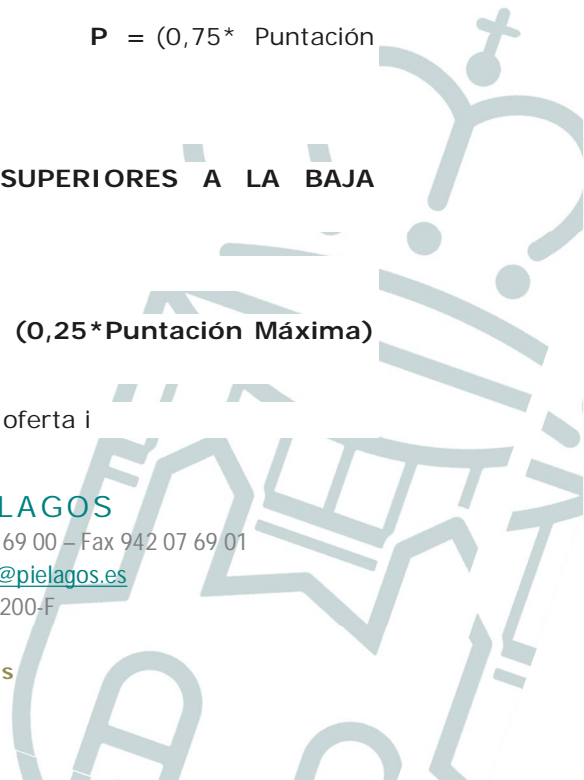 P = (0,75* Puntación
SUPERIORES A LA BAJA
(0,25*Puntación Máxima)
oferta i
LAGOS
69 00 – Fax 942 07 69 01
@pielagos.es
200-F
s